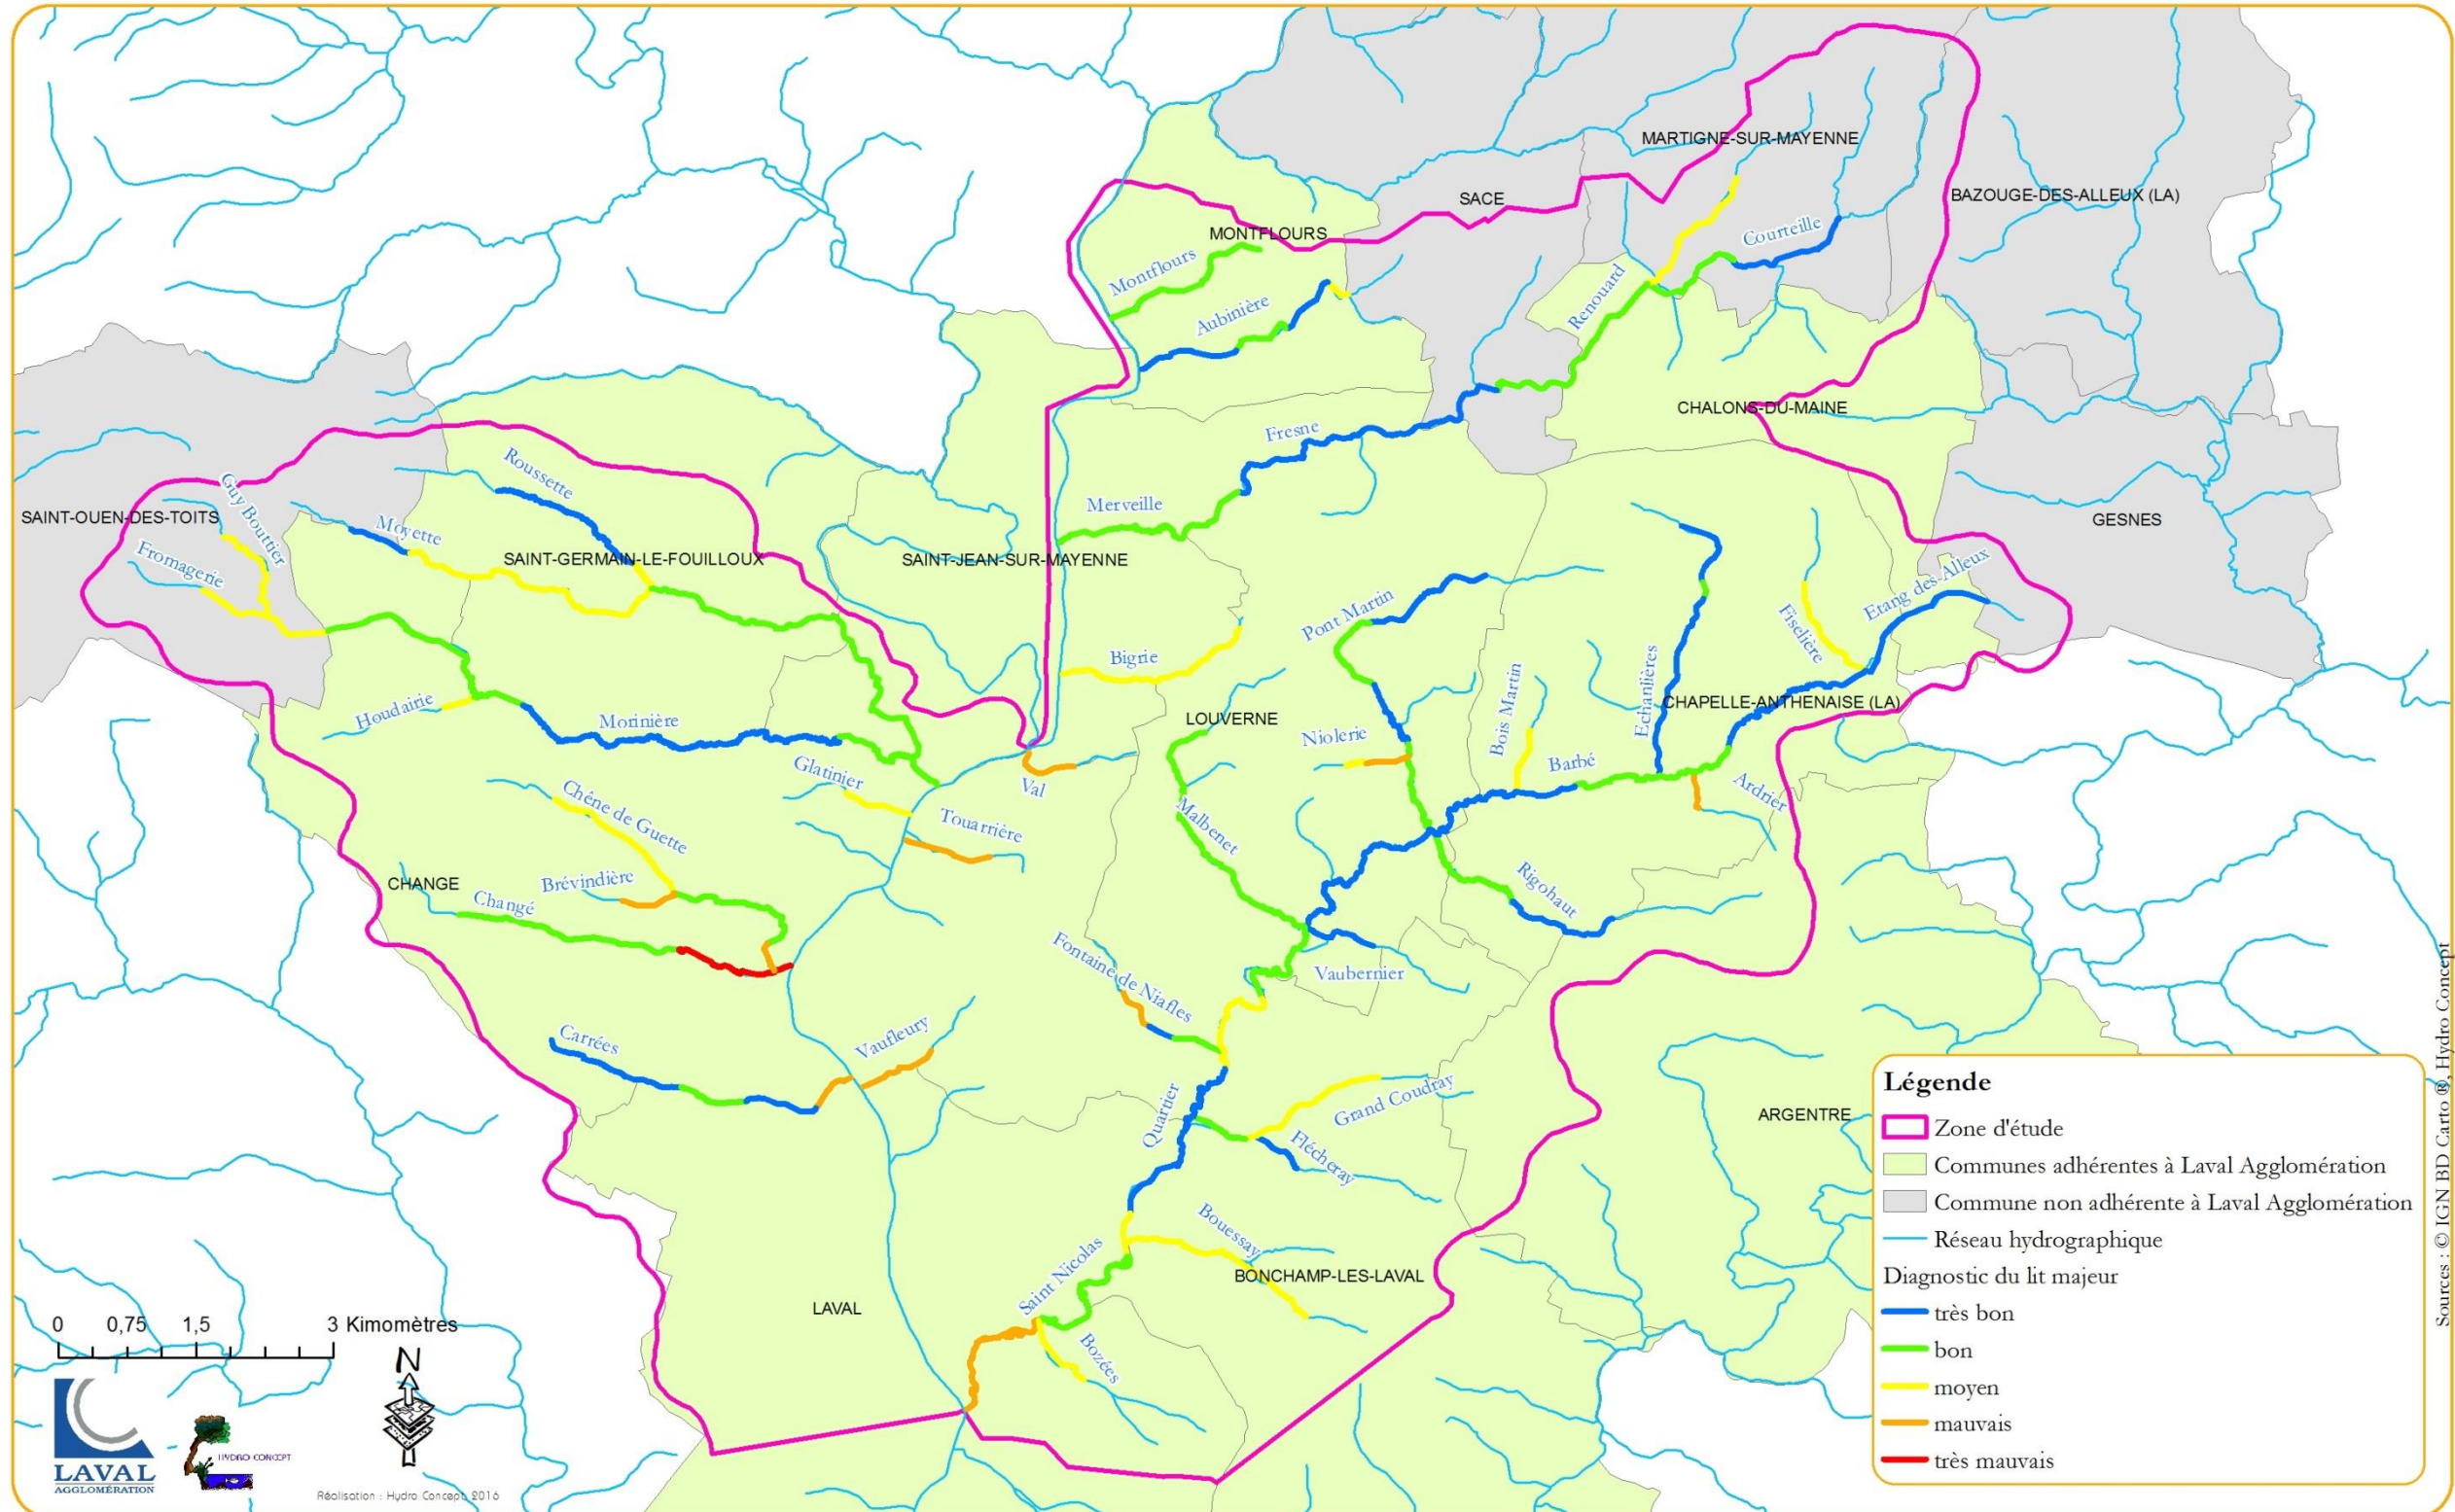 MARTIGNE-SUR-MAYENNE
SACE
BAZOUGE-DES-ALLEUX (LA)
MONTFLOURS
Courteille
Montflours
Renouard
Aubinière
CHALONS-DU-MAINE
Fresne
Roussette
Guy Bouttier
Merveille
SAINT-OUEN-DES-TOITS
Moyette
GESNES
Fromagerie
SAINT-GERMAIN-LE-FOUILLOUX
SAINT-JEAN-SUR-MAYENNE
Etang des Alleux
Pont Martin
Fiselière
Bigrie
Echanlières
Houdairie
Morinière
LOUVERNE
Niolerie
Bois Martin
CHAPELLE-ANTHENAISE (LA)
Barbé
Glatinier
Val
Ardrier
Chêne de Guette
Touarrière
Malbenet
CHANGE
Brévindière
Changé
Rigohaut
Fontaine de Niafles
Vaubernier
Carrées
Vaufleury
Quartier
Grand Coudray
Flécheray
ARGENTRE
Bouessay
Saint Nicolas
BONCHAMP-LES-LAVAL
LAVAL
Bozées
Légende
Zone d'étude
Communes adhérentes à Laval Agglomération
Commune non adhérente à Laval Agglomération
Réseau hydrographique
Diagnostic du lit majeur
très bon
bon
moyen
mauvais
très mauvais
0 0,75 1,5 3 Kimomètres
N
LAVAL
AGGLOMÉRATION
HYDRO CONCEPT
Réalisation : Hydro Concept 2016
Sources : © IGN BD Carto ®, Hydro Concept